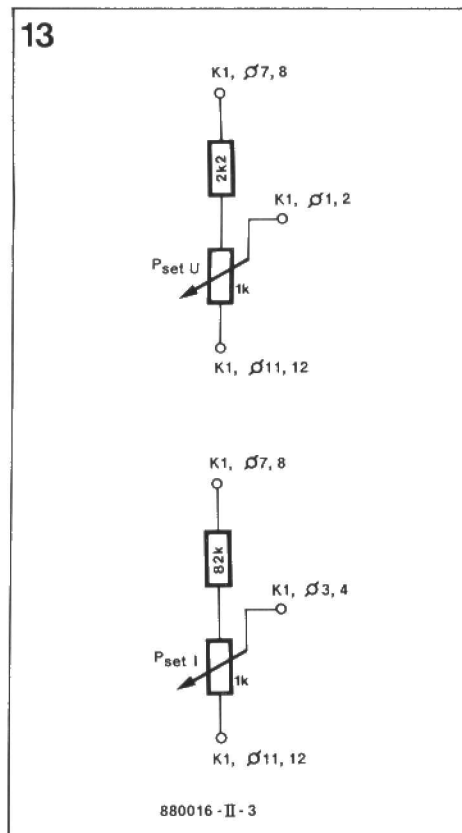 13
K1, Ø7, 8
2k2
K1, Ø1, 2
Pset U
1k
K1, Ø11, 12
K1, Ø7, 8
82k
K1, Ø3, 4
Pset I
1k
K1, Ø11, 12
880016 - II - 3